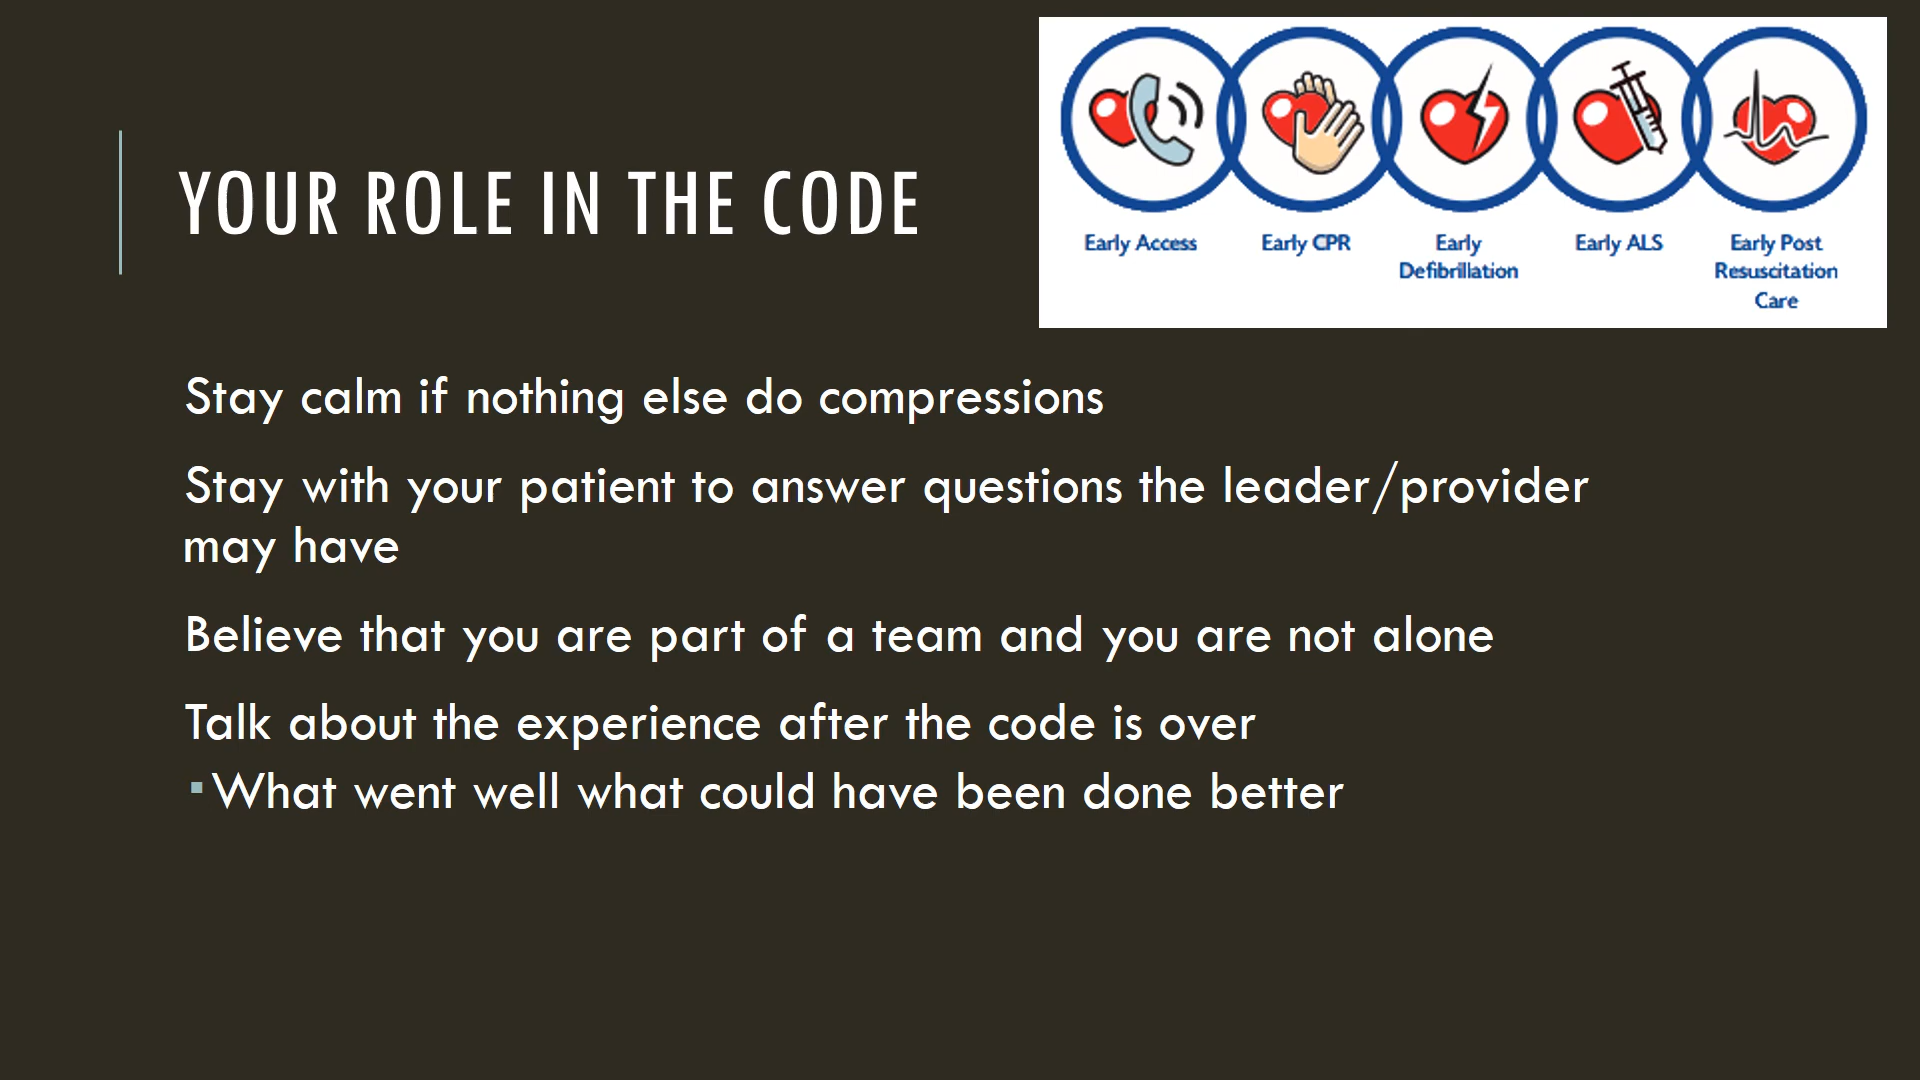 YOUR ROLE IN THE CODE
Early Access
Early CPR
Early
Defibrillation
Early ALS
Early Post
Resuscitation
Care
Stay calm if nothing else do compressions
Stay with your patient to answer questions the leader/provider
may have
Believe that you are part of a team and you are not alone
Talk about the experience after the code is over
▪What went well what could have been done better